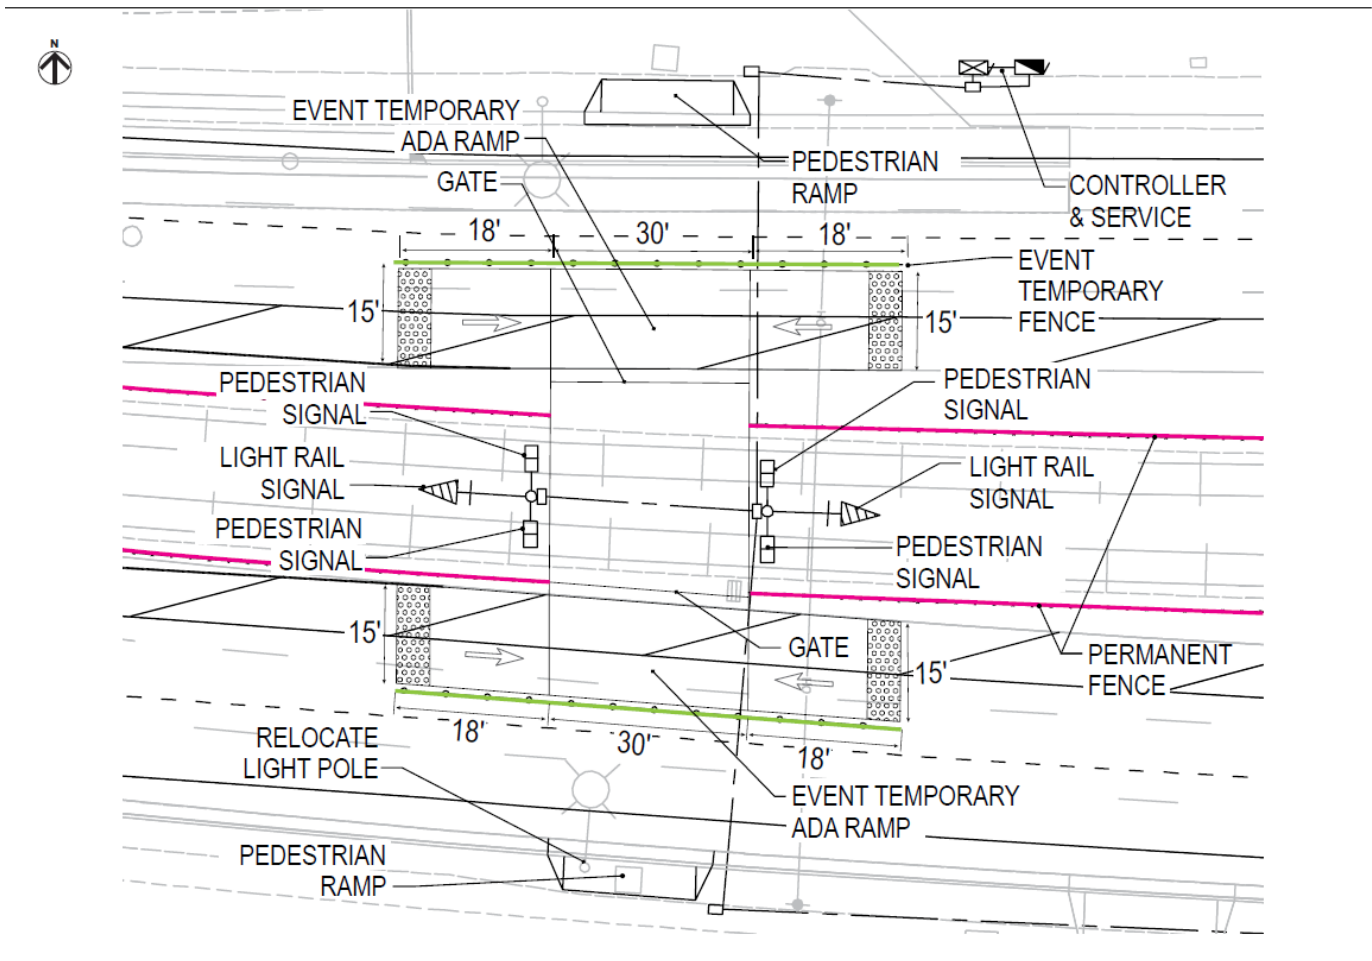 N
EVENT TEMPORARY
ADA RAMP
GATE
PEDESTRIAN
RAMP
CONTROLLER
& SERVICE
18'
30'
18'
EVENT
TEMPORARY
FENCE
15'
15'
PEDESTRIAN
SIGNAL
PEDESTRIAN
SIGNAL
LIGHT RAIL
SIGNAL
LIGHT RAIL
SIGNAL
PEDESTRIAN
SIGNAL
PEDESTRIAN
SIGNAL
15'
GATE
15'
PERMANENT
FENCE
18'
30'
18'
RELOCATE
LIGHT POLE
EVENT TEMPORARY
ADA RAMP
PEDESTRIAN
RAMP